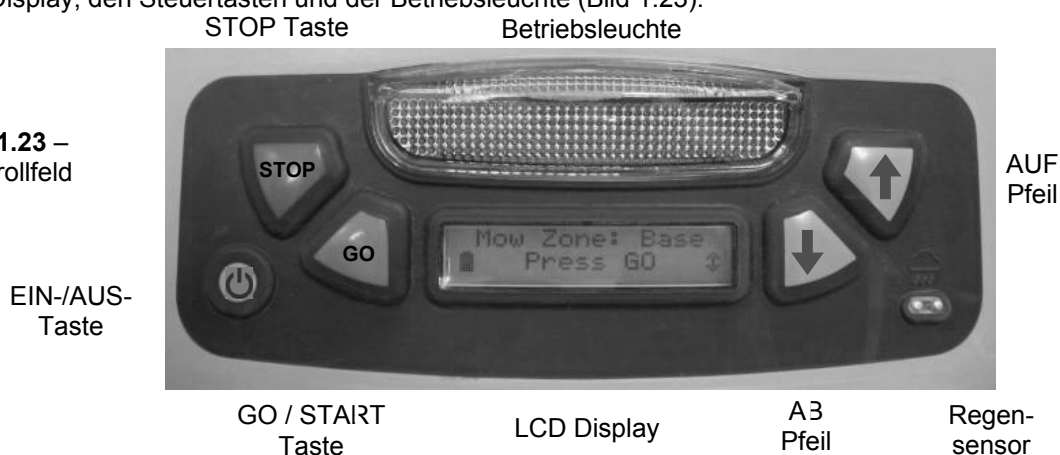 Display, den Steuertasten und der Betriebsleuchte (Bild 1.23).
STOP Taste
Betriebsleuchte
1.23 –
rollfeld
STOP
GO
Mow Zone: Base
Press GO
AUF
Pfeil
EIN-/AUS-
Taste
GO / START
Taste
LCD Display
AB
Pfeil
Regen-
sensor